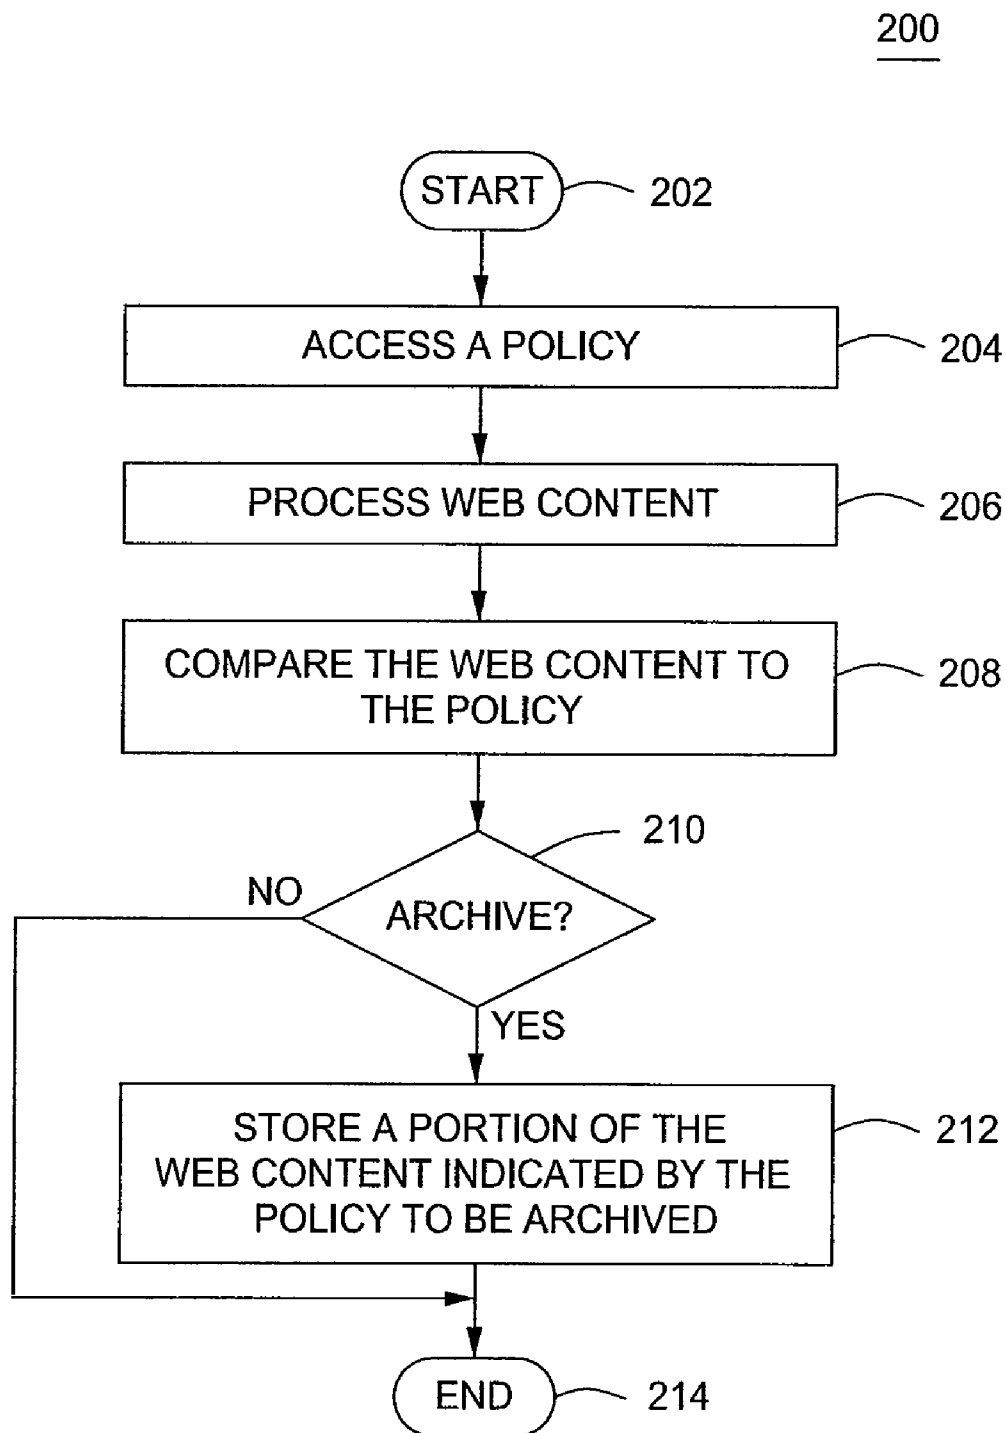 200
START
202
ACCESS A POLICY
204
PROCESS WEB CONTENT
206
COMPARE THE WEB CONTENT TO
THE POLICY
208
210
NO
ARCHIVE?
YES
STORE A PORTION OF THE
WEB CONTENT INDICATED BY THE
POLICY TO BE ARCHIVED
212
END
214